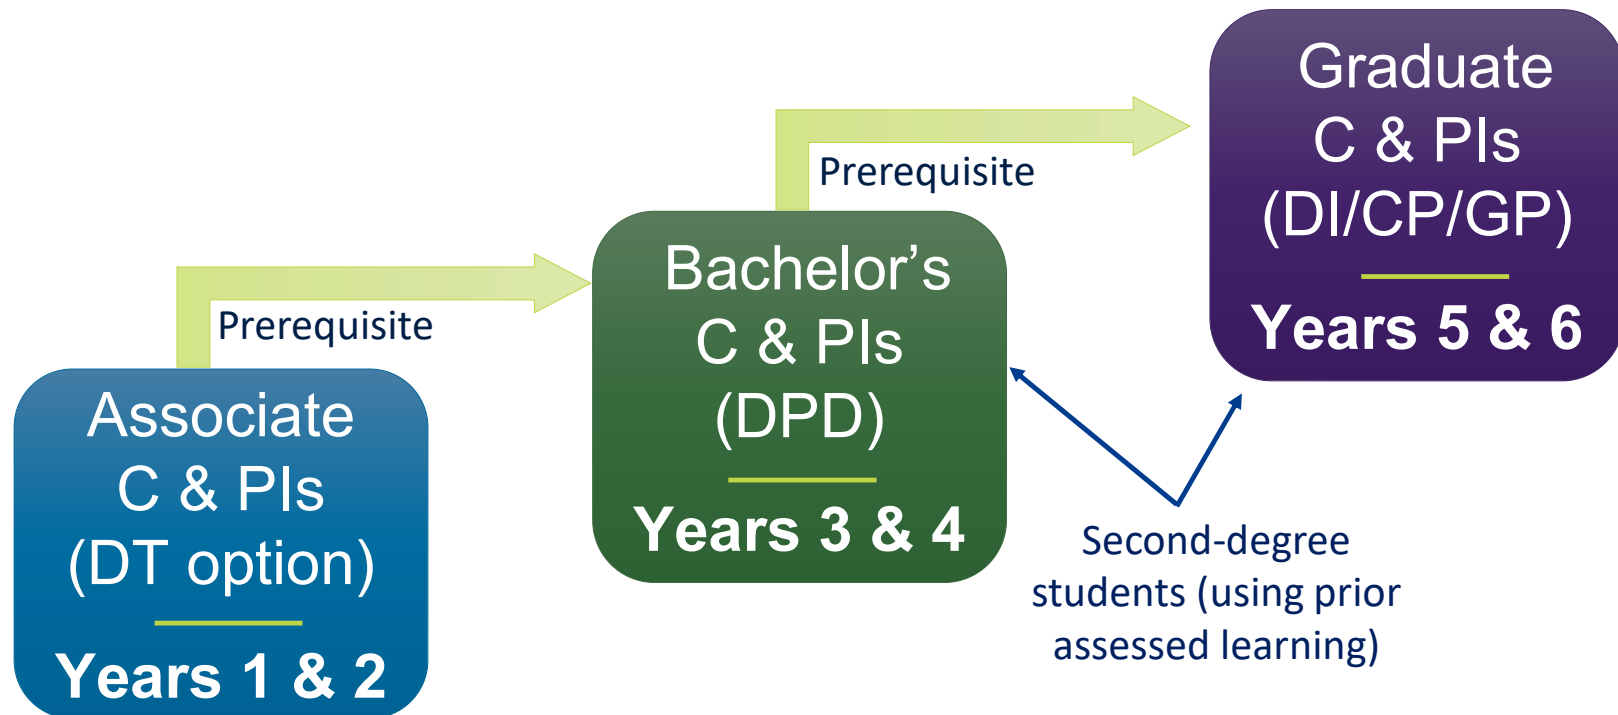 Associate
C & PIs
(DT option)
Years 1 & 2
Prerequisite
Bachelor’s
C & PIs
(DPD)
Years 3 & 4
Prerequisite
Graduate
C & PIs
(DI/CP/GP)
Years 5 & 6
Second-degree
students (using prior
assessed learning)